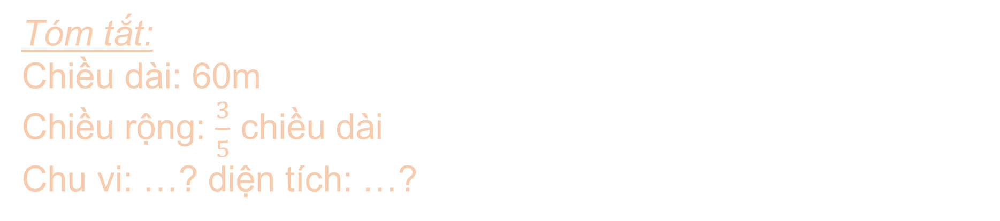 Tóm tắt:
Chiều dài: 60m
Chiều rộng: 3/5 chiều dài
Chu vi: …? diện tích: …?